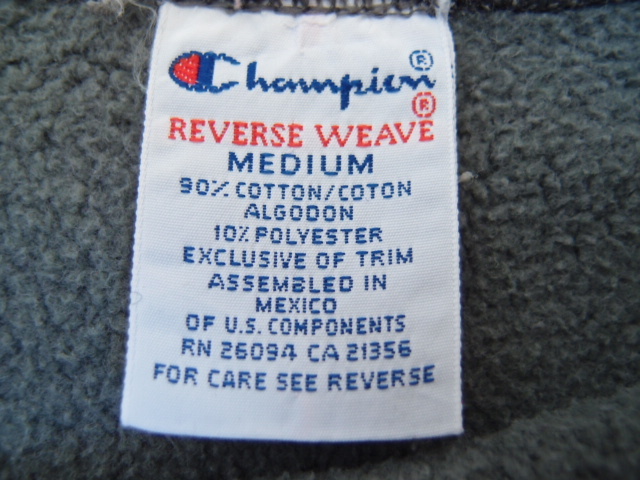 Champion®
®
REVERSE WEAVE
MEDIUM
90% COTTON/COTON
ALGODON
10% POLYESTER
EXCLUSIVE OF TRIM
ASSEMBLED IN
MEXICO
OF U.S. COMPONENTS
RN 26094 CA 21356
FOR CARE SEE REVERSE